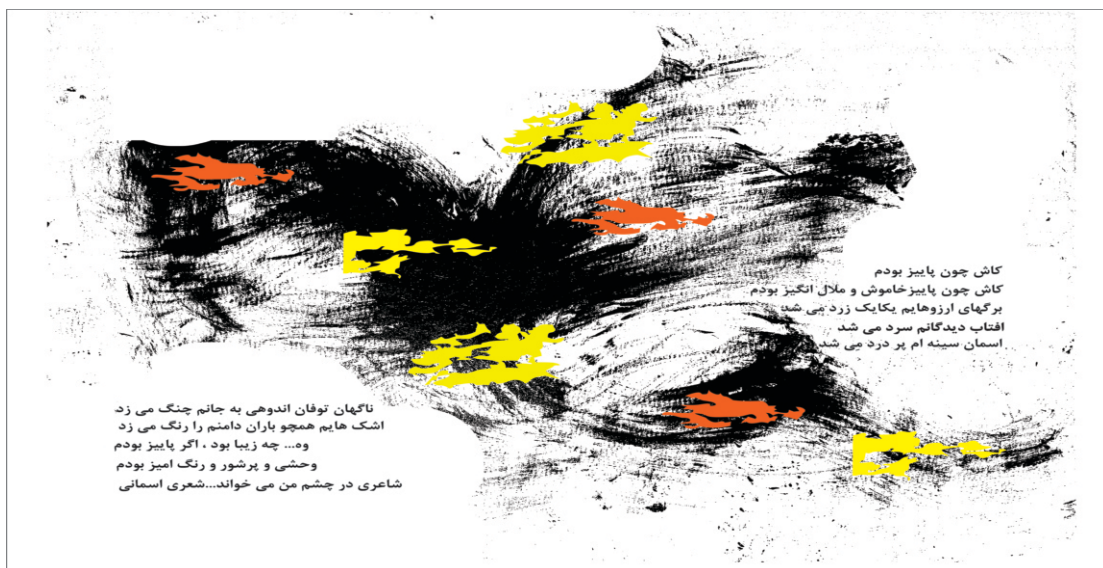 کاش چون پاییز بودم
کاش چون پاییز خاموش و ملال انگیز بودم
برگهای ارزوهایم یکایک زرد می شد
افتاب دیدگانم سرد می شد
اسمان سینه ام پر درد می شد
ناگهان توفان اندوهی به جانم چنگ می زد
اشک هایم همچو باران دامنم را رنگ می زد
وه... چه زیبا بود ، اگر پاییز بودم
وحشی و پرشور و رنگ امیز بودم
شاعری در چشم من می خواند...شعری اسمانی